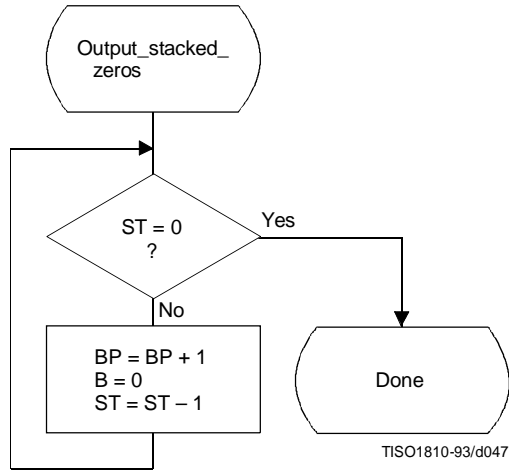 Output_stacked_
zeros
ST = 0
?
Yes
No
BP = BP + 1
B = 0
ST = ST – 1
Done
TISO1810-93/d047